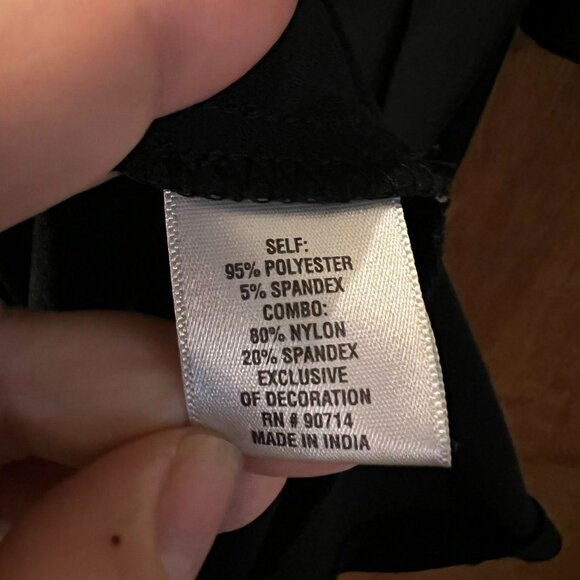 SELF:
95% POLYESTER
5% SPANDEX
COMBO:
80% NYLON
20% SPANDEX
EXCLUSIVE
OF DECORATION
RN # 90714
MADE IN INDIA